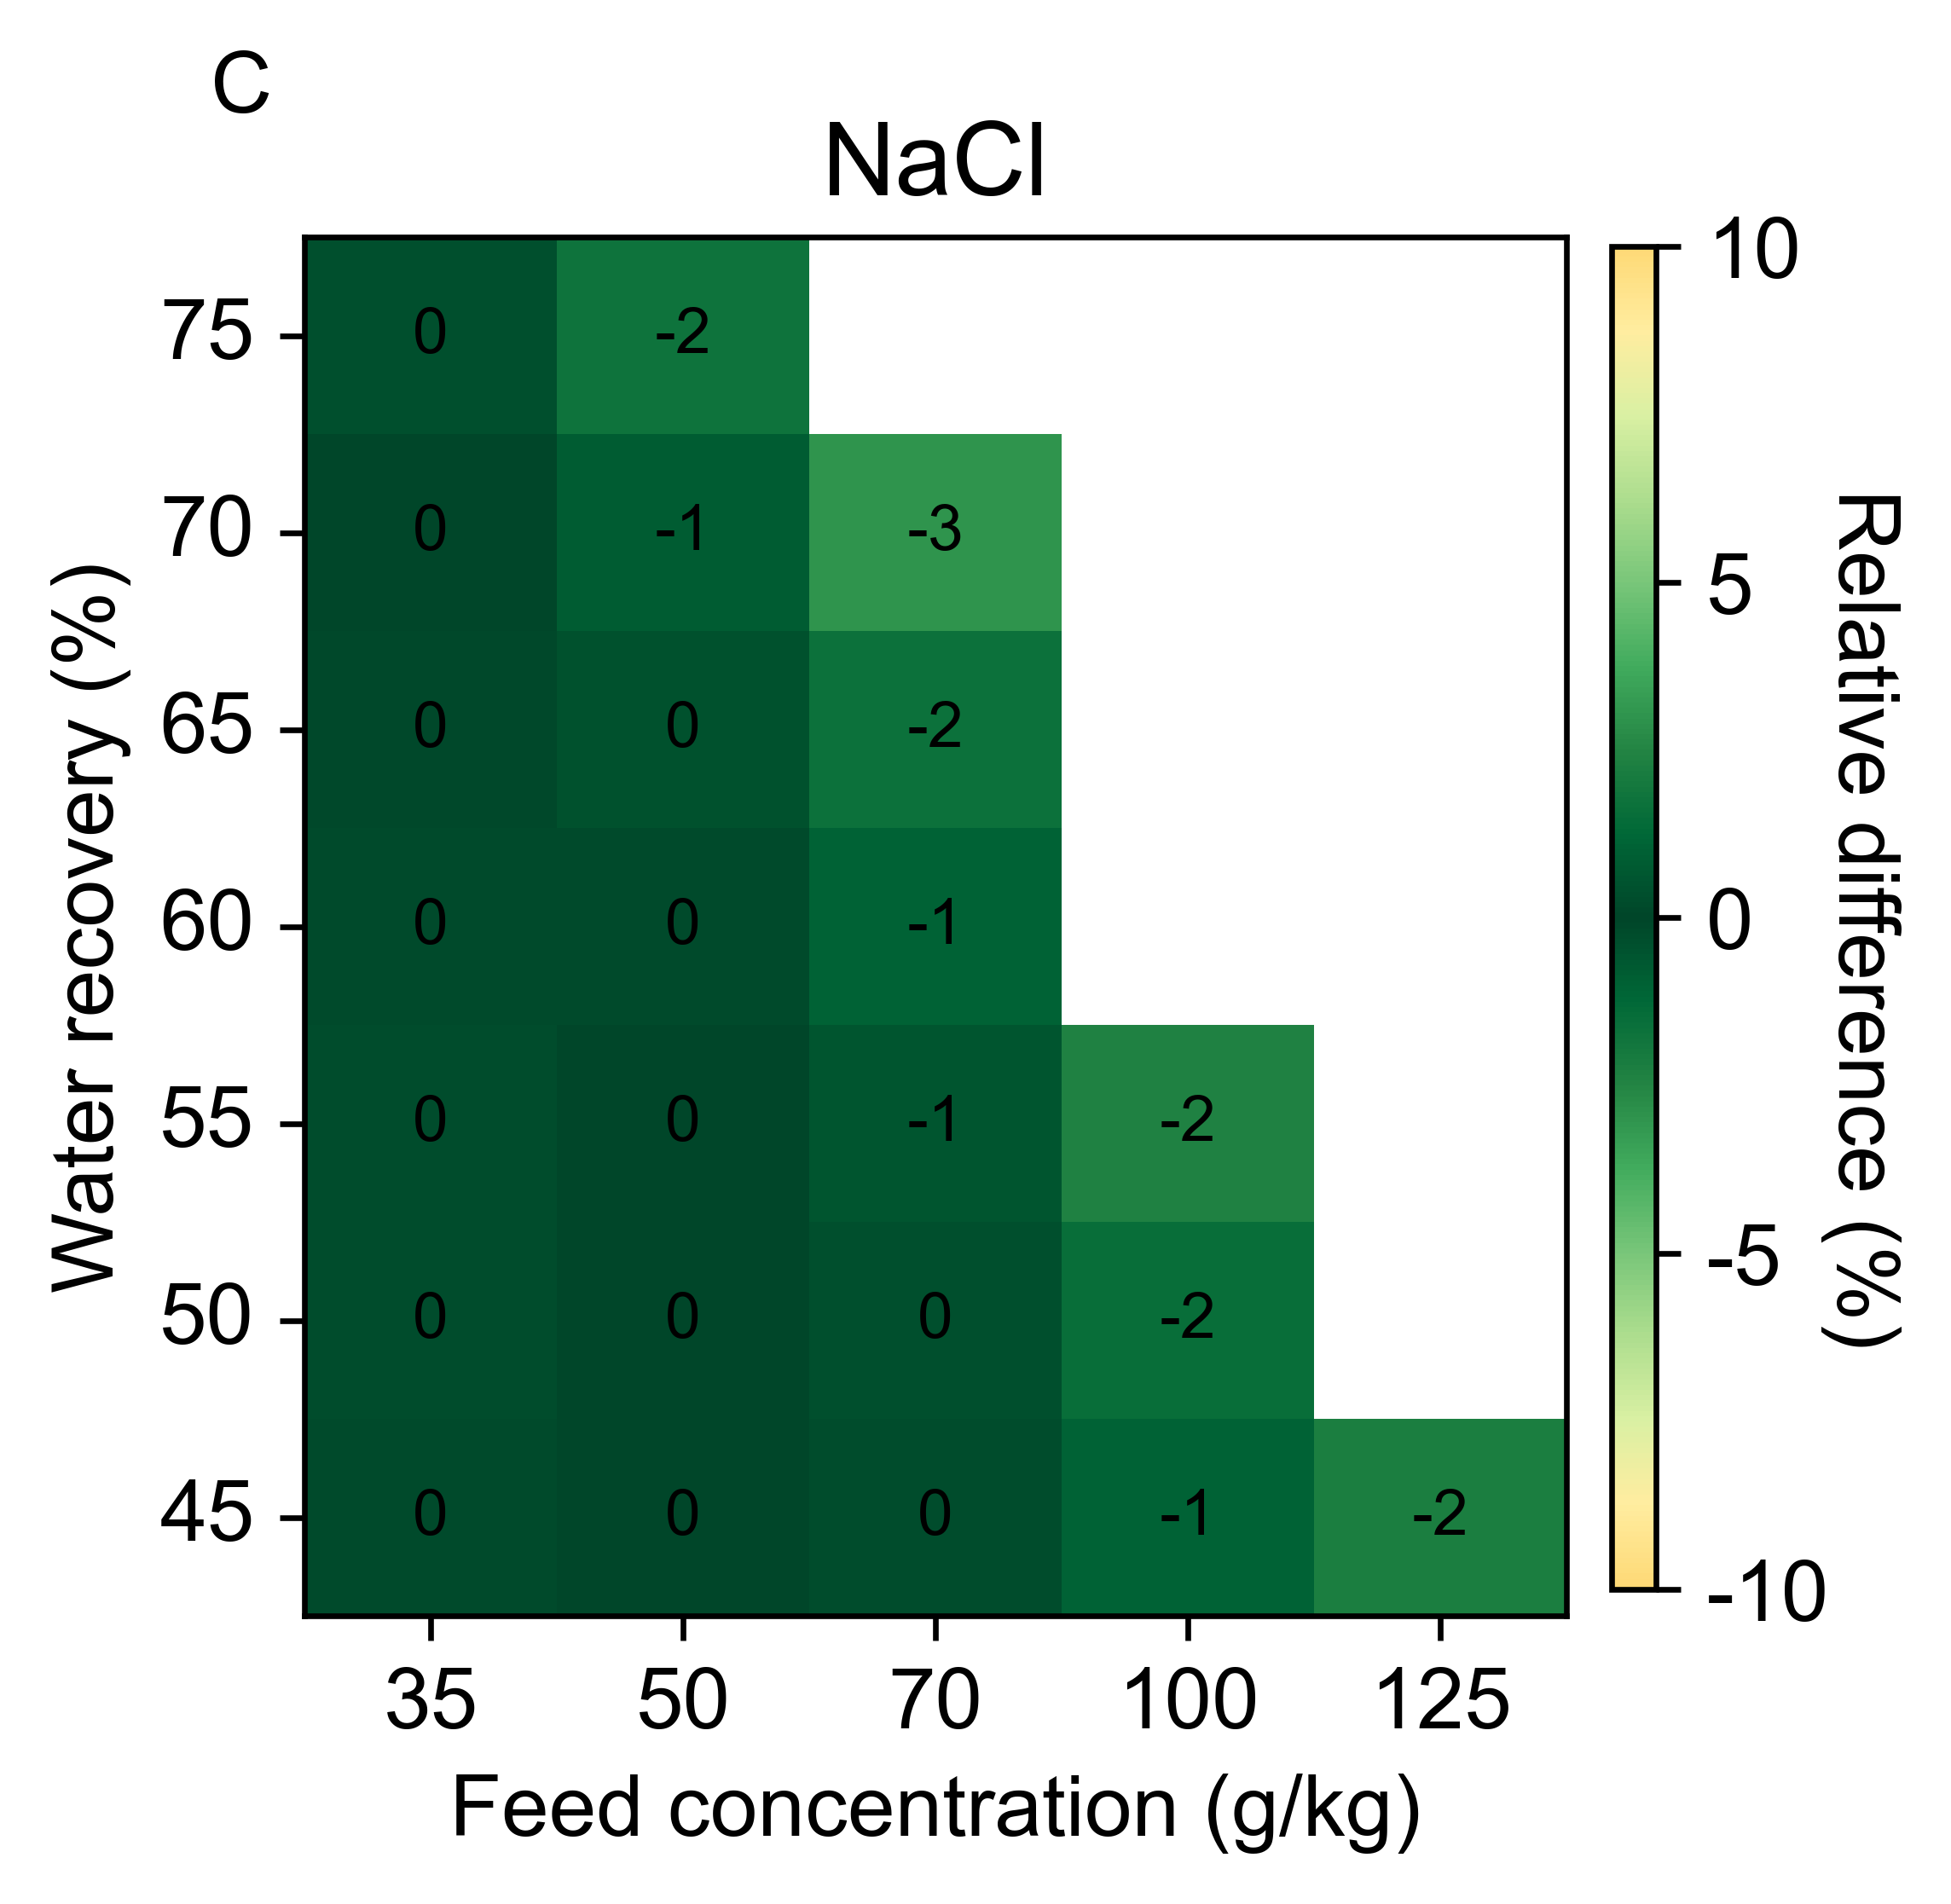 C
NaCl
75 0 -2
70 0 -1 -3
65 0 0 -2
60 0 0 -1
55 0 0 -1 -2
50 0 0 0 -2
45 0 0 0 -1 -2
35 50 70 100 125
Feed concentration (g/kg)
Water recovery (%)
10
5
0
-5
-10
Relative difference (%)